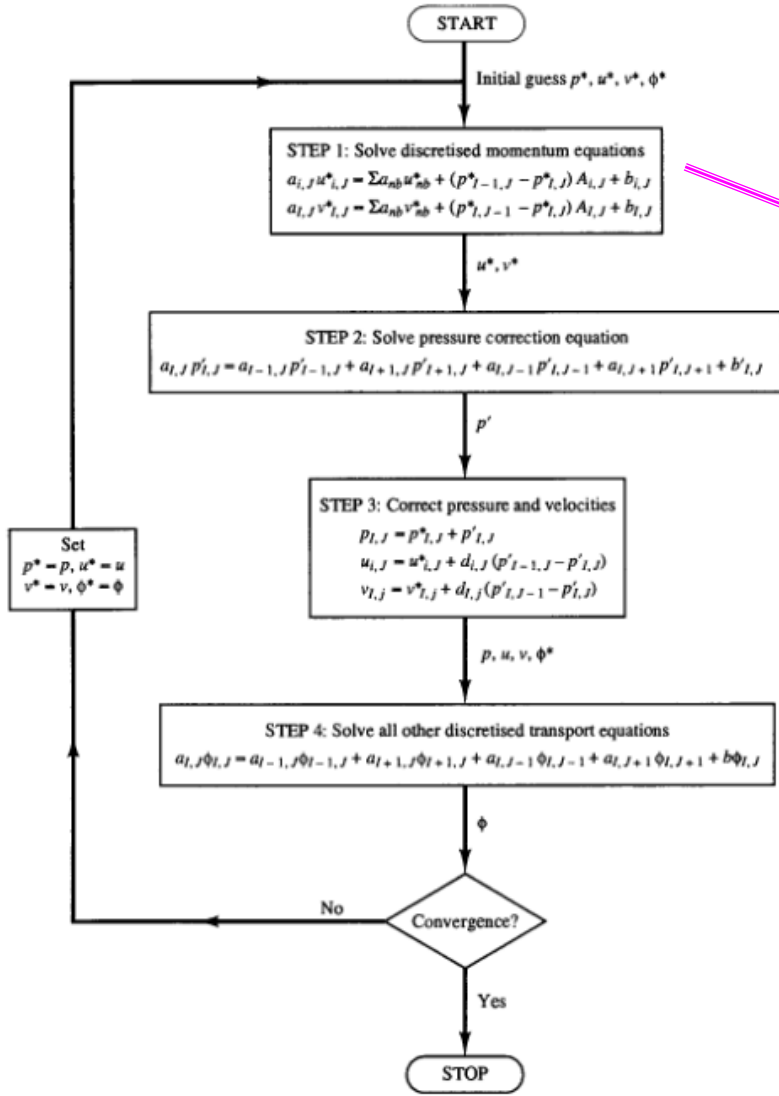 START
Initial guess p*, u*, v*, ϕ*
STEP 1: Solve discretised momentum equations
a_{i,J} u*_{i,J} = Σa_{nb} u*_{nb} + (p*_{I-1,J} − p*_{I,J}) A_{i,J} + b_{i,J}
a_{I,J} v*_{I,J} = Σa_{nb} v*_{nb} + (p*_{I,J-1} − p*_{I,J}) A_{I,J} + b_{I,J}
u*, v*
STEP 2: Solve pressure correction equation
a_{I,J} p'_{I,J} = a_{I-1,J} p'_{I-1,J} + a_{I+1,J} p'_{I+1,J} + a_{I,J-1} p'_{I,J-1} + a_{I,J+1} p'_{I,J+1} + b'_{I,J}
p'
STEP 3: Correct pressure and velocities
p_{I,J} = p*_{I,J} + p'_{I,J}
u_{i,J} = u*_{i,J} + d_{i,J} (p'_{I-1,J} − p'_{I,J})
v_{I,j} = v*_{I,j} + d_{I,j} (p'_{I,J-1} − p'_{I,J})
Set
p* = p, u* = u
v* = v, ϕ* = ϕ
p, u, v, ϕ*
STEP 4: Solve all other discretised transport equations
a_{I,J} ϕ_{I,J} = a_{I-1,J} ϕ_{I-1,J} + a_{I+1,J} ϕ_{I+1,J} + a_{I,J-1} ϕ_{I,J-1} + a_{I,J+1} ϕ_{I,J+1} + bϕ_{I,J}
ϕ
No
Convergence?
Yes
STOP